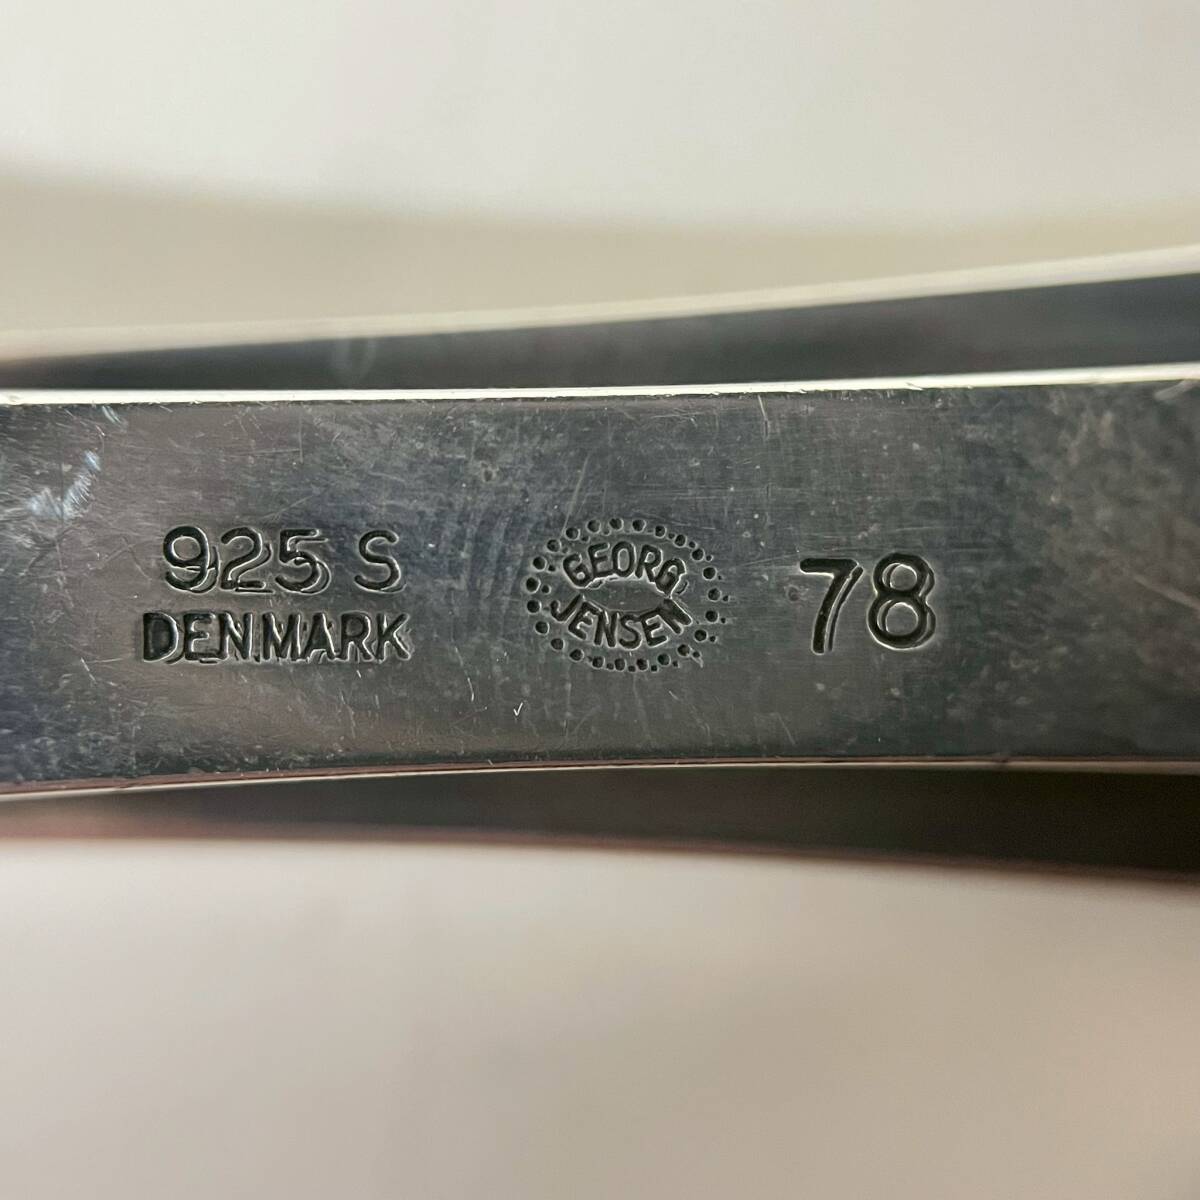 925 S
DENMARK
GEORG
JENSEN
78